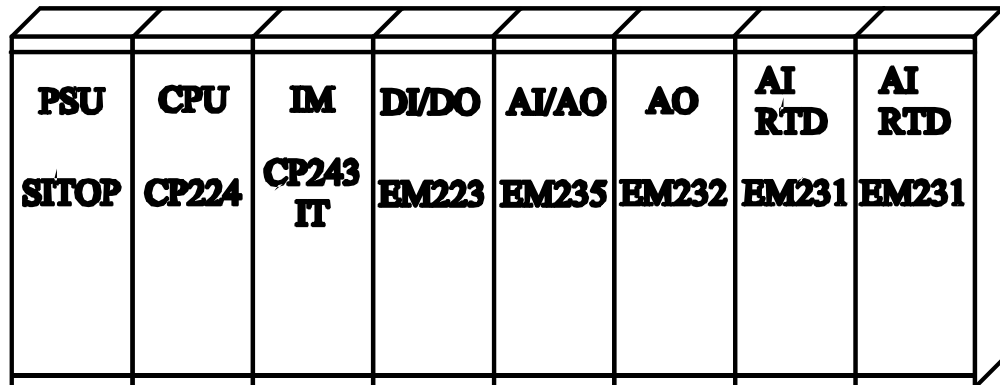 PSU CPU IM DI/DO AI/AO AO AI RTD AI RTD
SITOP CP224 CP243 IT EM223 EM235 EM232 EM231 EM231